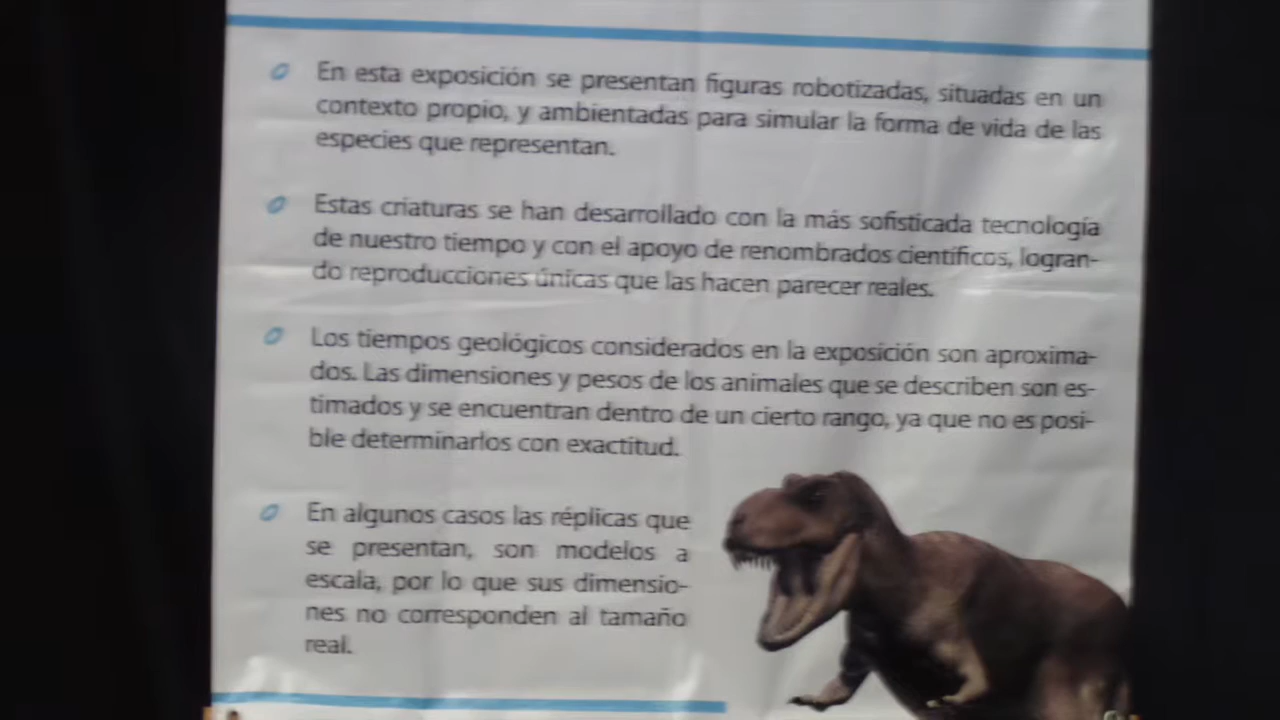 En esta exposición se presentan figuras robotizadas, situadas en un
contexto propio, y ambientadas para simular la forma de vida de las
especies que representan.
Estas criaturas se han desarrollado con la más sofisticada tecnología
de nuestro tiempo y con el apoyo de renombrados científicos, logran-
do reproducciones únicas que las hacen parecer reales.
Los tiempos geológicos considerados en la exposición son aproxima-
dos. Las dimensiones y pesos de los animales que se describen son es-
timados y se encuentran dentro de un cierto rango, ya que no es posi-
ble determinarlos con exactitud.
En algunos casos las réplicas que
se presentan, son modelos a
escala, por lo que sus dimensio-
nes no corresponden al tamaño
real.